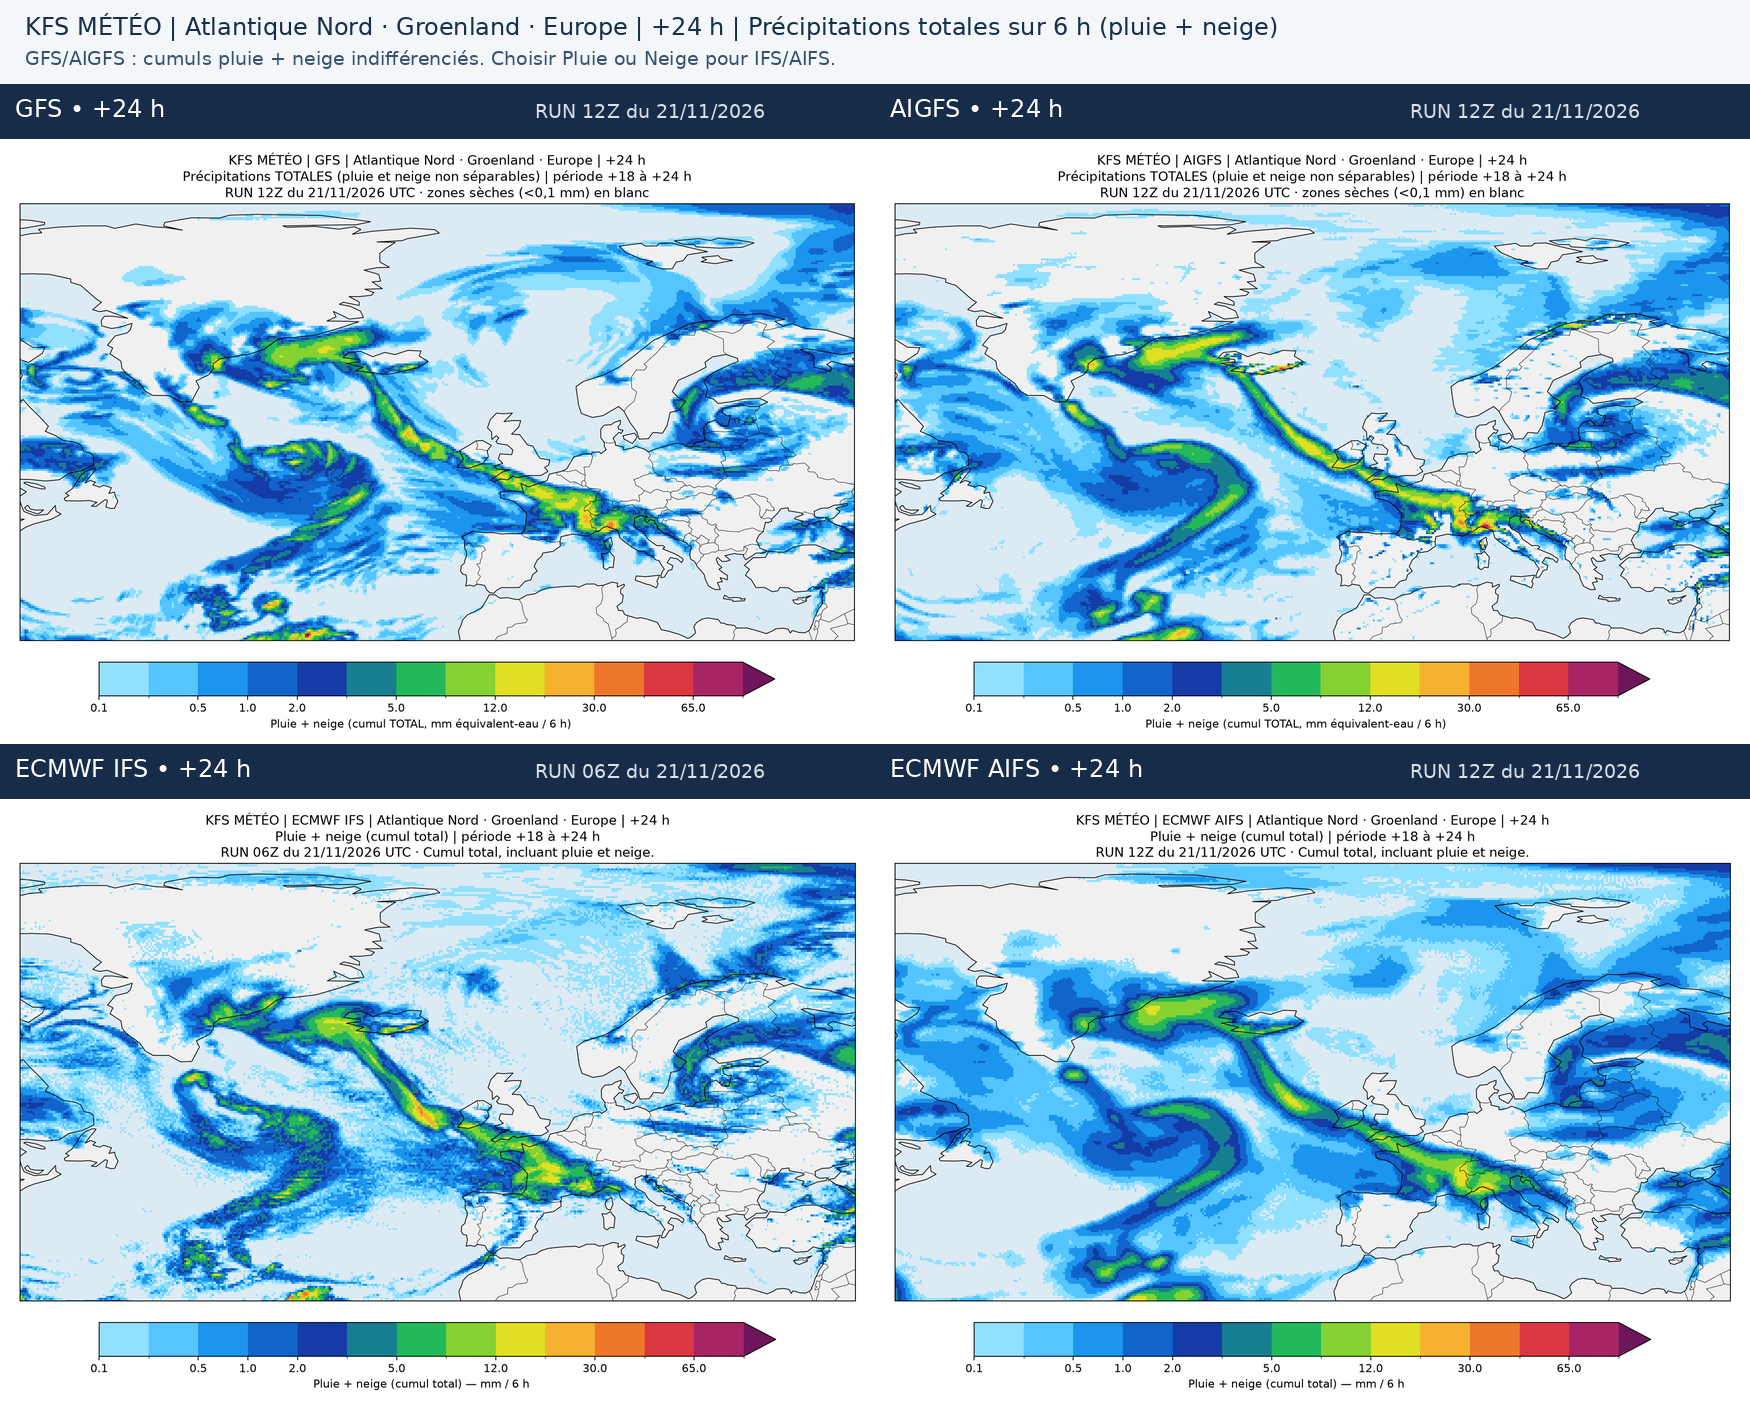 KFS MÉTÉO | Atlantique Nord · Groenland · Europe | +24 h | Précipitations totales sur 6 h (pluie + neige)
GFS/AIGFS : cumuls pluie + neige indifférenciés. Choisir Pluie ou Neige pour IFS/AIFS.
GFS • +24 h
RUN 12Z du 21/11/2026
KFS MÉTÉO | GFS | Atlantique Nord · Groenland · Europe | +24 h
Précipitations TOTALES (pluie et neige non séparables) | période +18 à +24 h
RUN 12Z du 21/11/2026 UTC · zones sèches (<0,1 mm) en blanc
0.1 0.5 1.0 2.0 5.0 12.0 30.0 65.0
Pluie + neige (cumul TOTAL, mm équivalent-eau / 6 h)
AIGFS • +24 h
RUN 12Z du 21/11/2026
KFS MÉTÉO | AIGFS | Atlantique Nord · Groenland · Europe | +24 h
Précipitations TOTALES (pluie et neige non séparables) | période +18 à +24 h
RUN 12Z du 21/11/2026 UTC · zones sèches (<0,1 mm) en blanc
0.1 0.5 1.0 2.0 5.0 12.0 30.0 65.0
Pluie + neige (cumul TOTAL, mm équivalent-eau / 6 h)
ECMWF IFS • +24 h
RUN 06Z du 21/11/2026
KFS MÉTÉO | ECMWF IFS | Atlantique Nord · Groenland · Europe | +24 h
Pluie + neige (cumul total) | période +18 à +24 h
RUN 06Z du 21/11/2026 UTC · Cumul total, incluant pluie et neige.
0.1 0.5 1.0 2.0 5.0 12.0 30.0 65.0
Pluie + neige (cumul total) — mm / 6 h
ECMWF AIFS • +24 h
RUN 12Z du 21/11/2026
KFS MÉTÉO | ECMWF AIFS | Atlantique Nord · Groenland · Europe | +24 h
Pluie + neige (cumul total) | période +18 à +24 h
RUN 12Z du 21/11/2026 UTC · Cumul total, incluant pluie et neige.
0.1 0.5 1.0 2.0 5.0 12.0 30.0 65.0
Pluie + neige (cumul total) — mm / 6 h